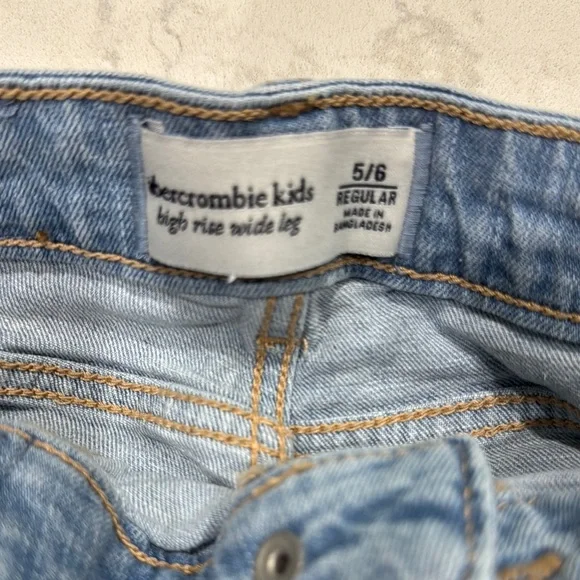 abercrombie kids
high rise wide leg
5/6
REGULAR
MADE IN
BANGLADESH